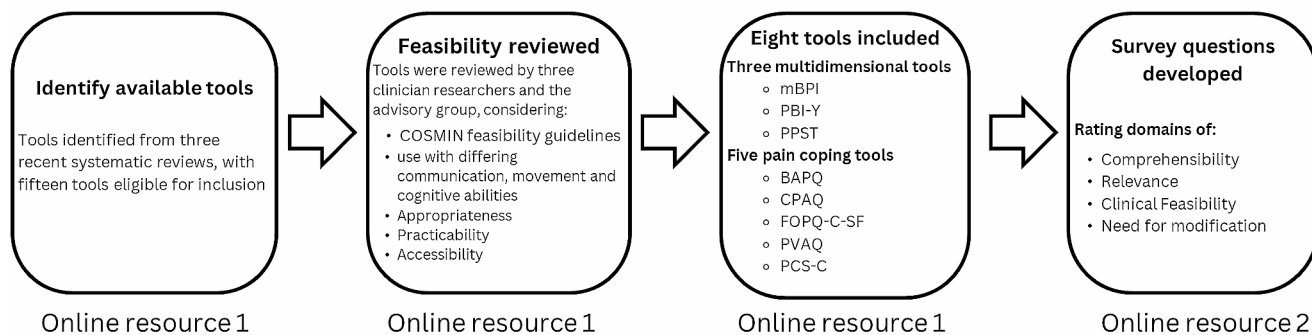 Identify available tools
Tools identified from three
recent systematic reviews, with
fifteen tools eligible for inclusion
Online resource 1
Feasibility reviewed
Tools were reviewed by three
clinician researchers and the
advisory group, considering:
• COSMIN feasibility guidelines
• use with differing
communication, movement and
cognitive abilities
• Appropriateness
• Practicability
• Accessibility
Online resource 1
Eight tools included
Three multidimensional tools
◦ mBPI
◦ PBI-Y
◦ PPST
Five pain coping tools
◦ BAPQ
◦ CPAQ
◦ FOPQ-C-SF
◦ PVAQ
◦ PCS-C
Online resource 1
Survey questions
developed
Rating domains of:
• Comprehensibility
• Relevance
• Clinical Feasibility
• Need for modification
Online resource 2